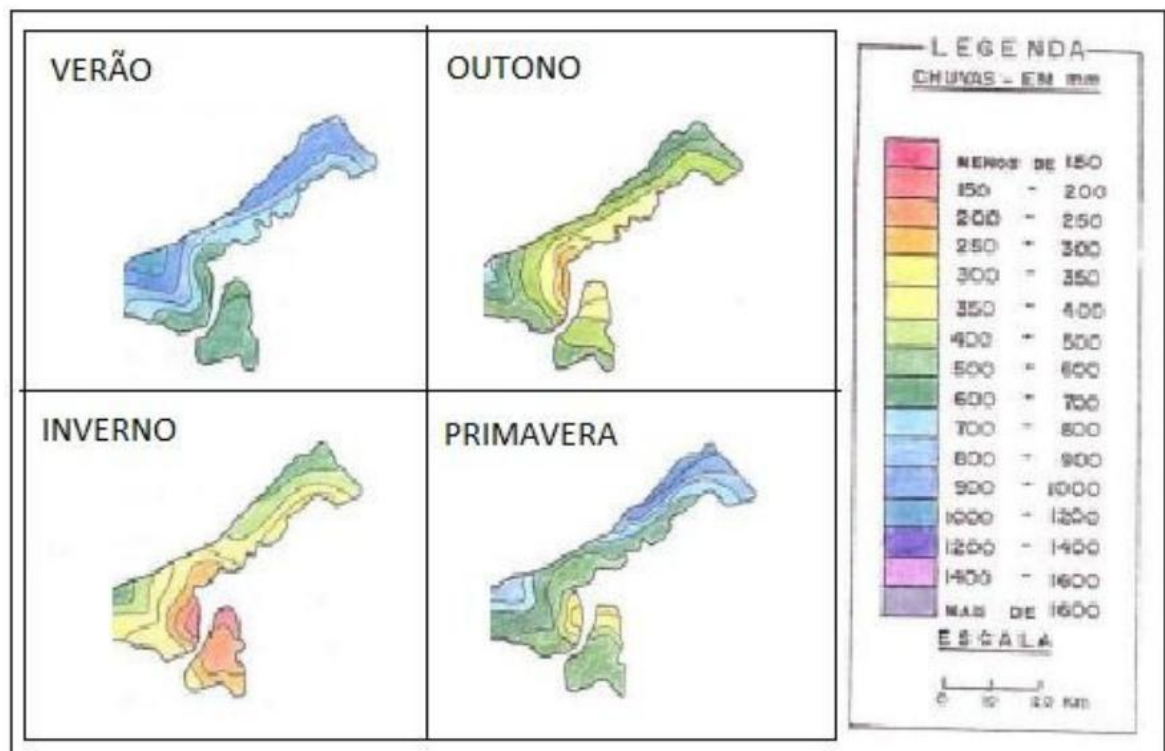 VERÃO
OUTONO
INVERNO
PRIMAVERA
LEGENDA
CHUVAS - EM mm
MENOS DE 150
150 - 200
200 - 250
250 - 300
300 - 350
350 - 400
400 - 500
500 - 600
600 - 700
700 - 800
800 - 900
900 - 1000
1000 - 1200
1200 - 1400
1400 - 1600
MAS DE 1600
ESCALA
0 10 20 Km